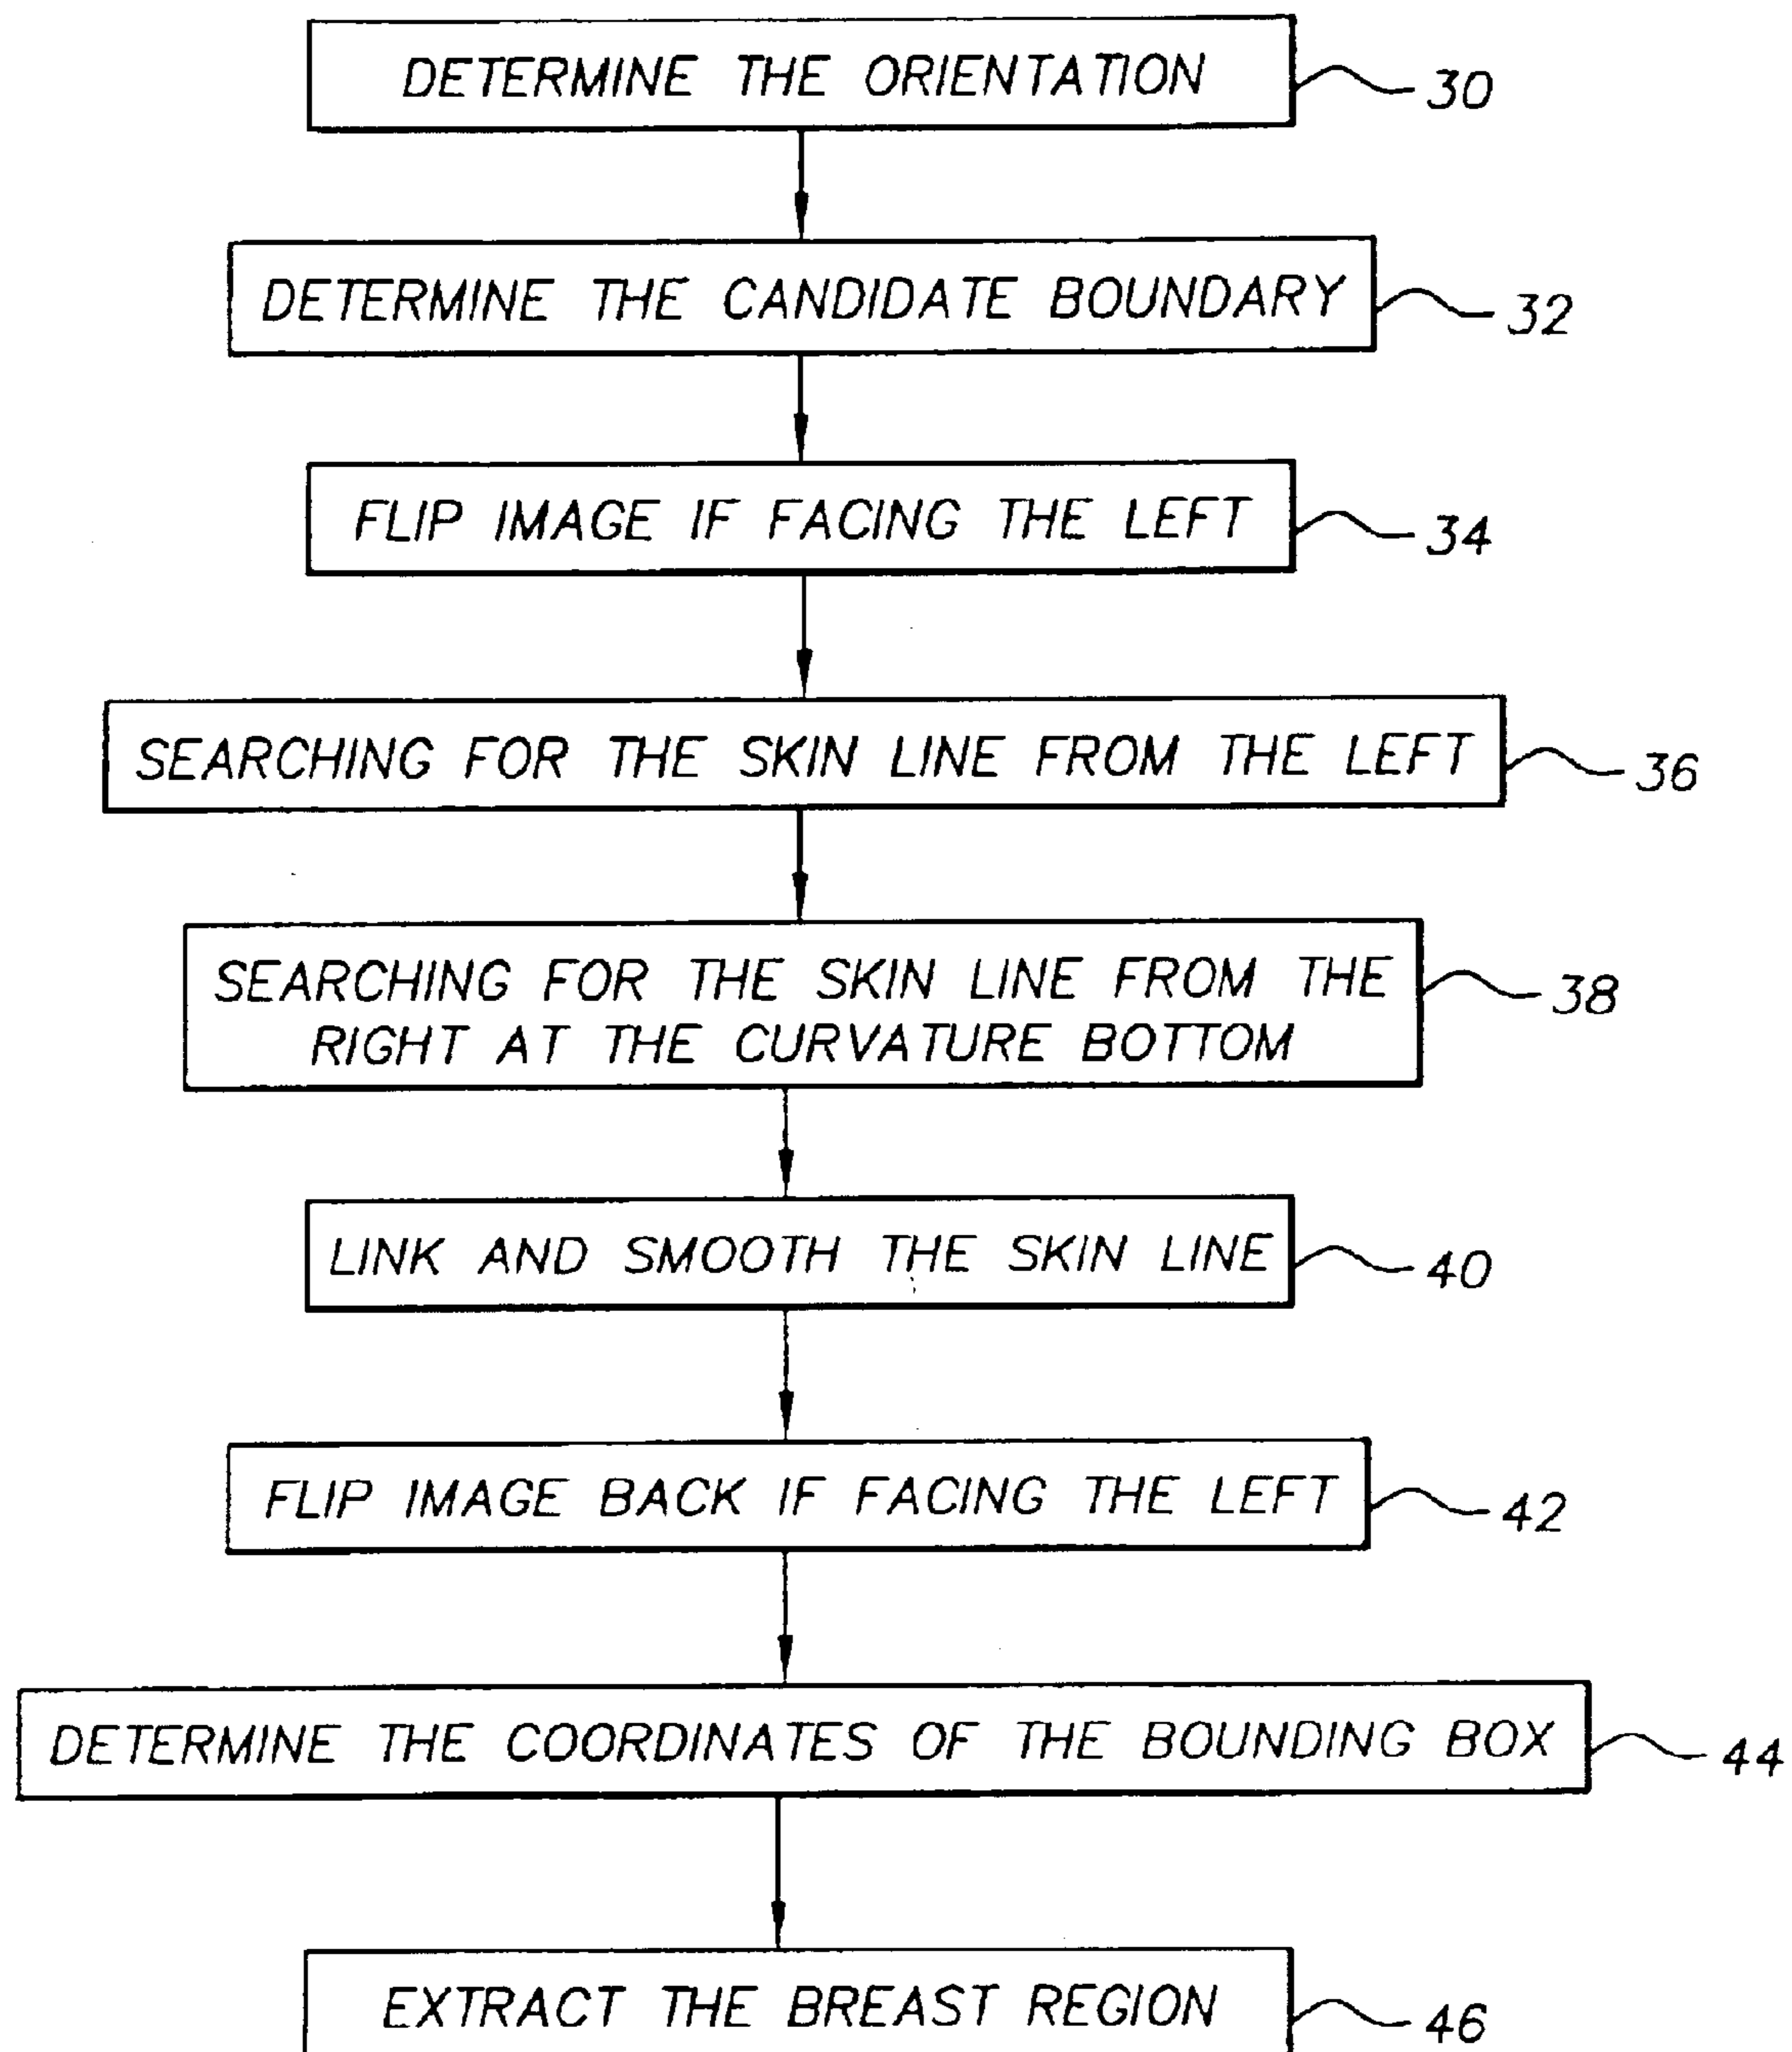 DETERMINE THE ORIENTATION
30
DETERMINE THE CANDIDATE BOUNDARY
32
FLIP IMAGE IF FACING THE LEFT
34
SEARCHING FOR THE SKIN LINE FROM THE LEFT
36
SEARCHING FOR THE SKIN LINE FROM THE
RIGHT AT THE CURVATURE BOTTOM
38
LINK AND SMOOTH THE SKIN LINE
40
FLIP IMAGE BACK IF FACING THE LEFT
42
DETERMINE THE COORDINATES OF THE BOUNDING BOX
44
EXTRACT THE BREAST REGION
46